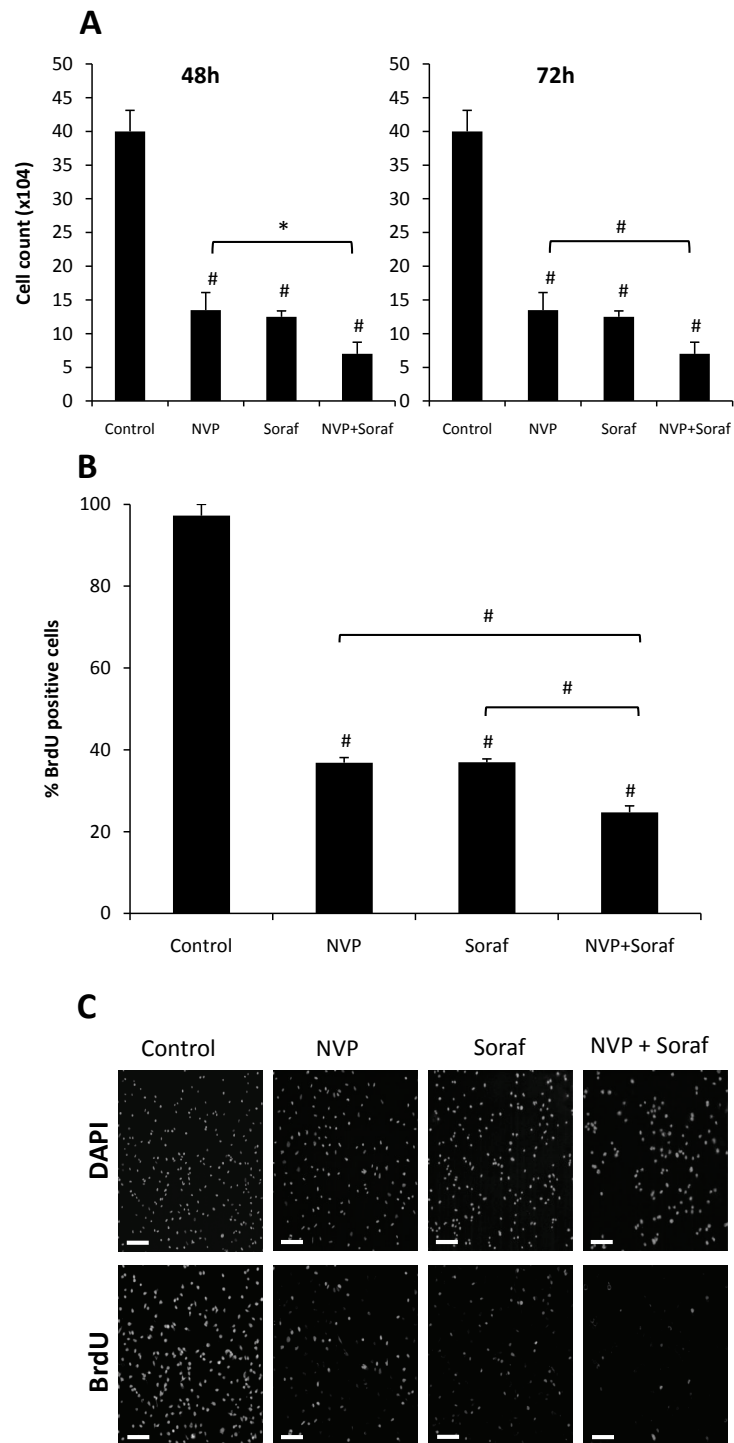 A
48h
72h
Cell count (x104)
50
45
40
35
30
25
20
15
10
5
0
*
#
#
#
Control
NVP
Soraf
NVP+Soraf
50
45
40
35
30
25
20
15
10
5
0
#
#
#
#
Control
NVP
Soraf
NVP+Soraf
B
% BrdU positive cells
100
80
60
40
20
0
#
#
#
#
#
Control
NVP
Soraf
NVP+Soraf
C
Control
NVP
Soraf
NVP + Soraf
DAPI
BrdU